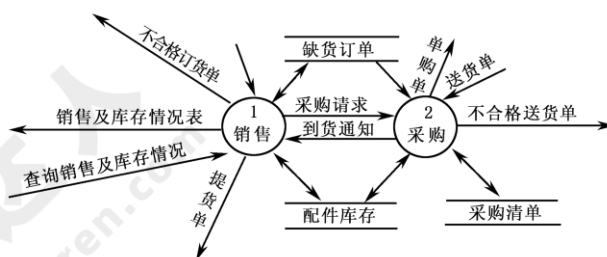 不合格订货单
缺货订单
单购单
送货单
1
销售
采购请求
2
采购
销售及库存情况表
到货通知
不合格送货单
查询销售及库存情况
提货单
配件库存
采购清单